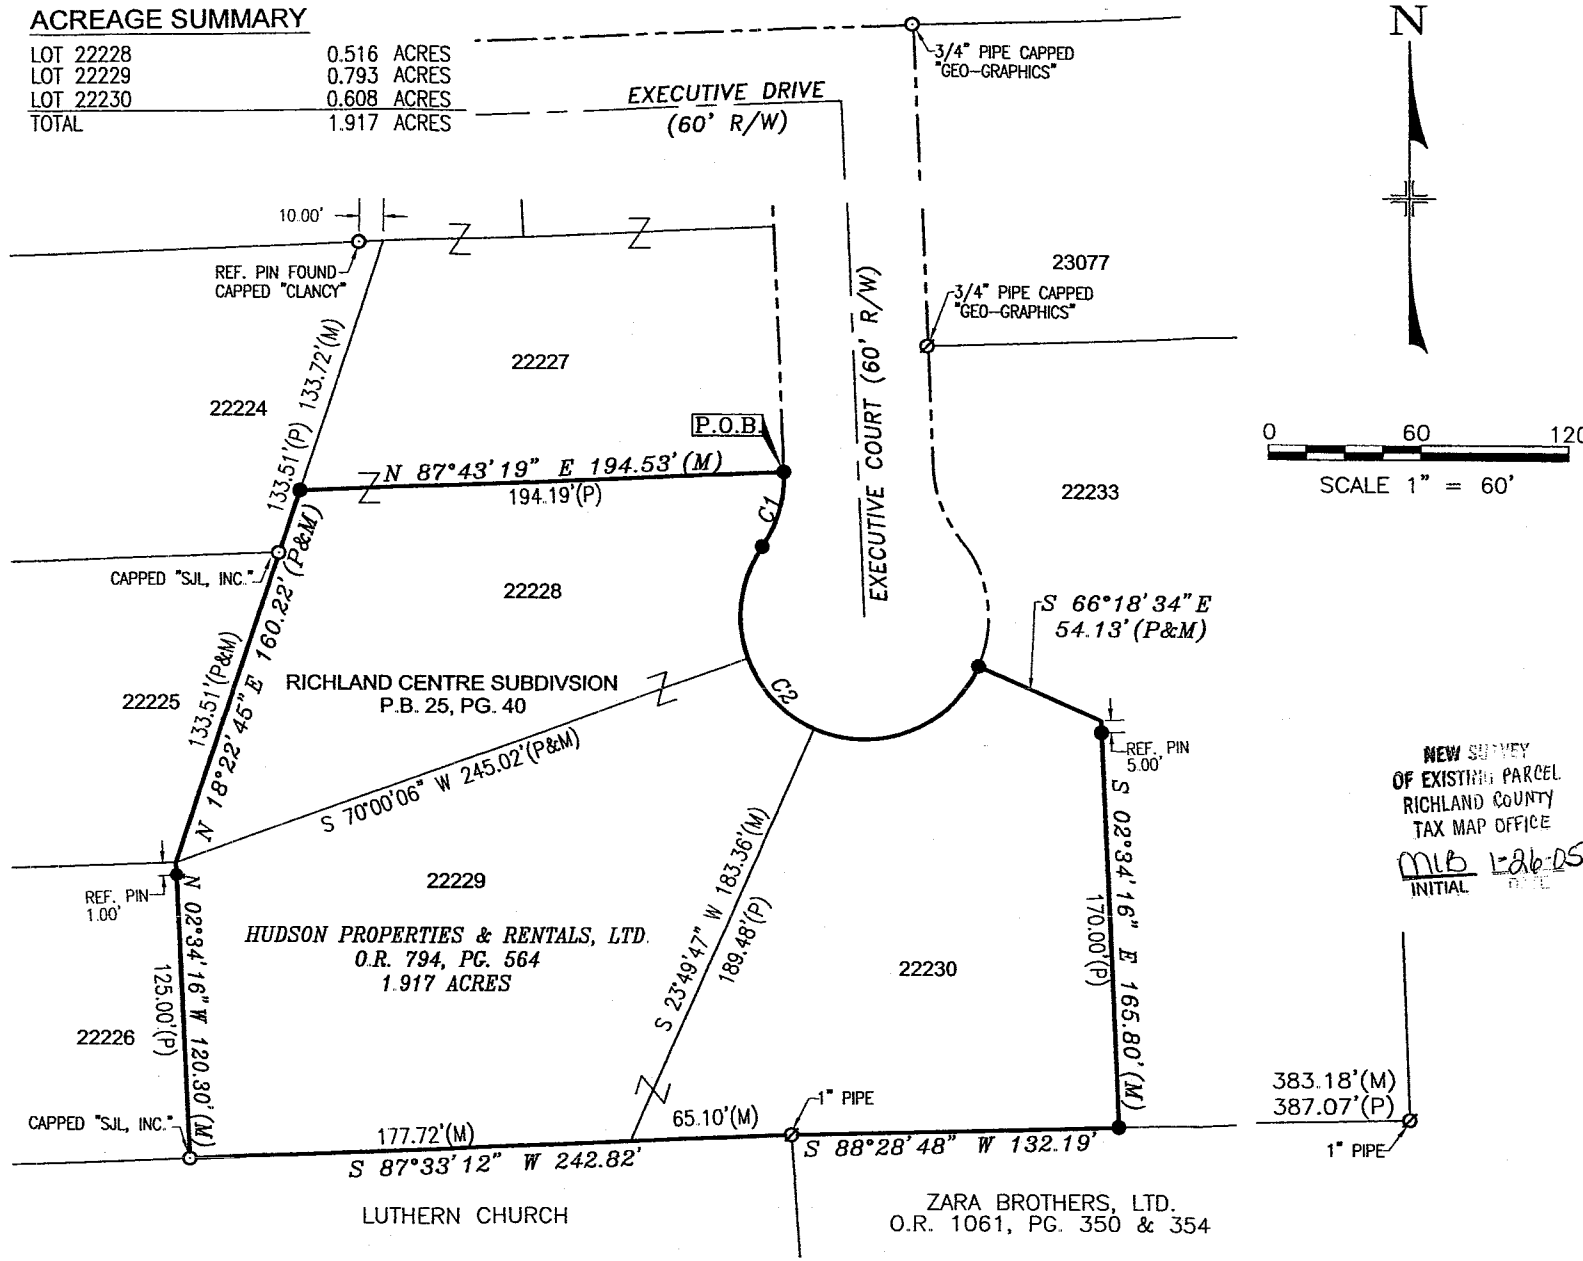 ACREAGE SUMMARY
LOT 22228 0.516 ACRES
LOT 22229 0.793 ACRES
LOT 22230 0.608 ACRES
TOTAL 1.917 ACRES
N
3/4" PIPE CAPPED
"GEO-GRAPHICS"
EXECUTIVE DRIVE
(60' R/W)
10.00'
REF. PIN FOUND
CAPPED "CLANCY"
23077
3/4" PIPE CAPPED
"GEO-GRAPHICS"
EXECUTIVE COURT (60' R/W)
133.51'(P) 133.72'(M)
22227
22224
P.O.B.
0 60 120
SCALE 1" = 60'
N 87°43'19" E 194.53'(M)
194.19'(P)
22233
C1
CAPPED "SJL, INC."
22228
S 66°18'34" E
54.13'(P&M)
133.51'(P&M)
N 18°22'45" E 160.22'(P&M)
22225
RICHLAND CENTRE SUBDIVSION
P.B. 25, PG. 40
C2
S 70°00'06" W 245.02'(P&M)
REF. PIN
5.00'
NEW SURVEY
OF EXISTING PARCEL
RICHLAND COUNTY
TAX MAP OFFICE
MIB 1-26-05
INITIAL DATE
REF. PIN
1.00'
22229
HUDSON PROPERTIES & RENTALS, LTD.
O.R. 794, PG. 564
1.917 ACRES
S 23°49'47" W 183.36'(M)
189.48'(P)
22230
S 02°34'16" E 165.80'(M)
170.00'(P)
N 02°34'16" W 120.30'(M)
125.00'(P)
22226
CAPPED "SJL, INC."
177.72'(M)
65.10'(M)
1" PIPE
S 87°33'12" W 242.82'
S 88°28'48" W 132.19'
383.18'(M)
387.07'(P)
1" PIPE
LUTHERN CHURCH
ZARA BROTHERS, LTD.
O.R. 1061, PG. 350 & 354